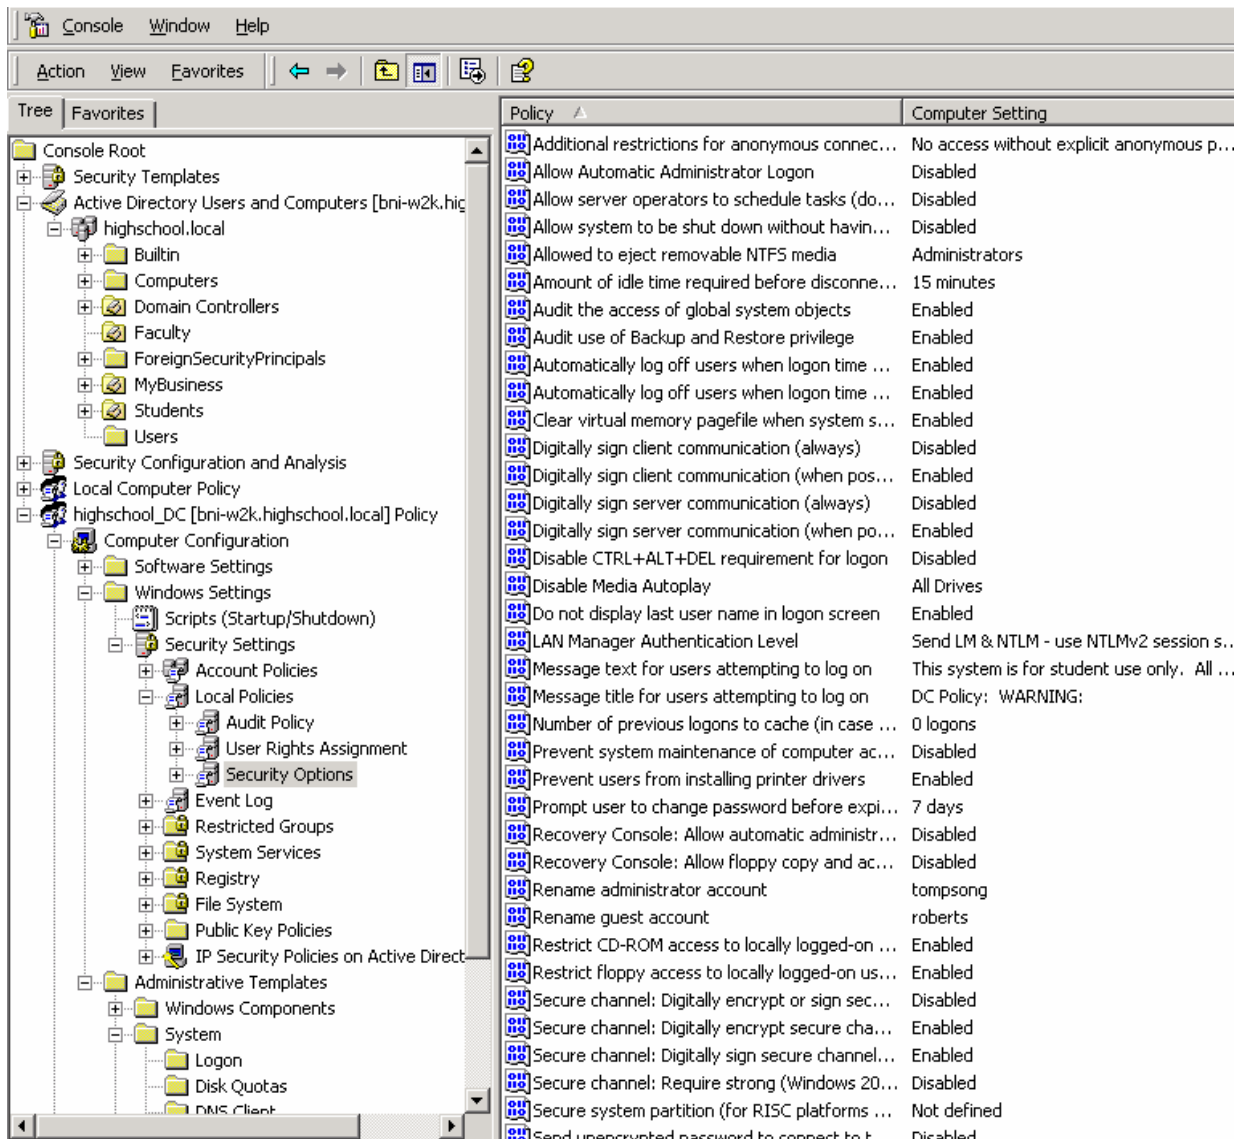 Console Window Help
Action View Favorites
Tree Favorites
Console Root
Security Templates
Active Directory Users and Computers [bni-w2k.hig
highschool.local
Builtin
Computers
Domain Controllers
Faculty
ForeignSecurityPrincipals
MyBusiness
Students
Users
Security Configuration and Analysis
Local Computer Policy
highschool_DC [bni-w2k.highschool.local] Policy
Computer Configuration
Software Settings
Windows Settings
Scripts (Startup/Shutdown)
Security Settings
Account Policies
Local Policies
Audit Policy
User Rights Assignment
Security Options
Event Log
Restricted Groups
System Services
Registry
File System
Public Key Policies
IP Security Policies on Active Direct
Administrative Templates
Windows Components
System
Logon
Disk Quotas
DNS Client
Policy Computer Setting
Additional restrictions for anonymous connec... No access without explicit anonymous p...
Allow Automatic Administrator Logon Disabled
Allow server operators to schedule tasks (do... Disabled
Allow system to be shut down without havin... Disabled
Allowed to eject removable NTFS media Administrators
Amount of idle time required before disconne... 15 minutes
Audit the access of global system objects Enabled
Audit use of Backup and Restore privilege Enabled
Automatically log off users when logon time ... Enabled
Automatically log off users when logon time ... Enabled
Clear virtual memory pagefile when system s... Enabled
Digitally sign client communication (always) Disabled
Digitally sign client communication (when pos... Enabled
Digitally sign server communication (always) Disabled
Digitally sign server communication (when po... Enabled
Disable CTRL+ALT+DEL requirement for logon Disabled
Disable Media Autoplay All Drives
Do not display last user name in logon screen Enabled
LAN Manager Authentication Level Send LM & NTLM - use NTLMv2 session s...
Message text for users attempting to log on This system is for student use only. All ...
Message title for users attempting to log on DC Policy: WARNING:
Number of previous logons to cache (in case ... 0 logons
Prevent system maintenance of computer ac... Disabled
Prevent users from installing printer drivers Enabled
Prompt user to change password before expi... 7 days
Recovery Console: Allow automatic administr... Disabled
Recovery Console: Allow floppy copy and ac... Disabled
Rename administrator account tompsong
Rename guest account roberts
Restrict CD-ROM access to locally logged-on ... Enabled
Restrict floppy access to locally logged-on us... Enabled
Secure channel: Digitally encrypt or sign sec... Disabled
Secure channel: Digitally encrypt secure cha... Enabled
Secure channel: Digitally sign secure channel... Enabled
Secure channel: Require strong (Windows 20... Disabled
Secure system partition (for RISC platforms ... Not defined
Send unencrypted password to connect to t... Disabled